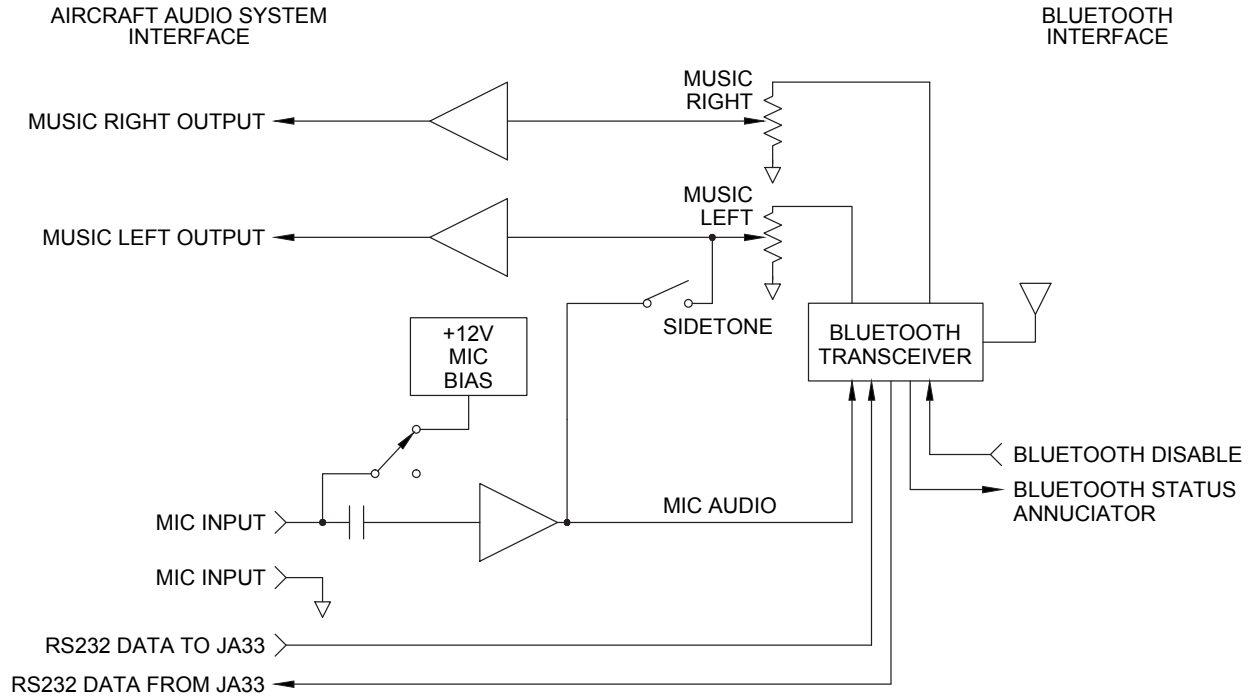 AIRCRAFT AUDIO SYSTEM
INTERFACE
BLUETOOTH
INTERFACE
MUSIC
RIGHT
MUSIC RIGHT OUTPUT
MUSIC
LEFT
MUSIC LEFT OUTPUT
SIDETONE
+12V
MIC
BIAS
BLUETOOTH
TRANSCEIVER
BLUETOOTH DISABLE
BLUETOOTH STATUS
ANNUCIATOR
MIC AUDIO
MIC INPUT
MIC INPUT
RS232 DATA TO JA33
RS232 DATA FROM JA33